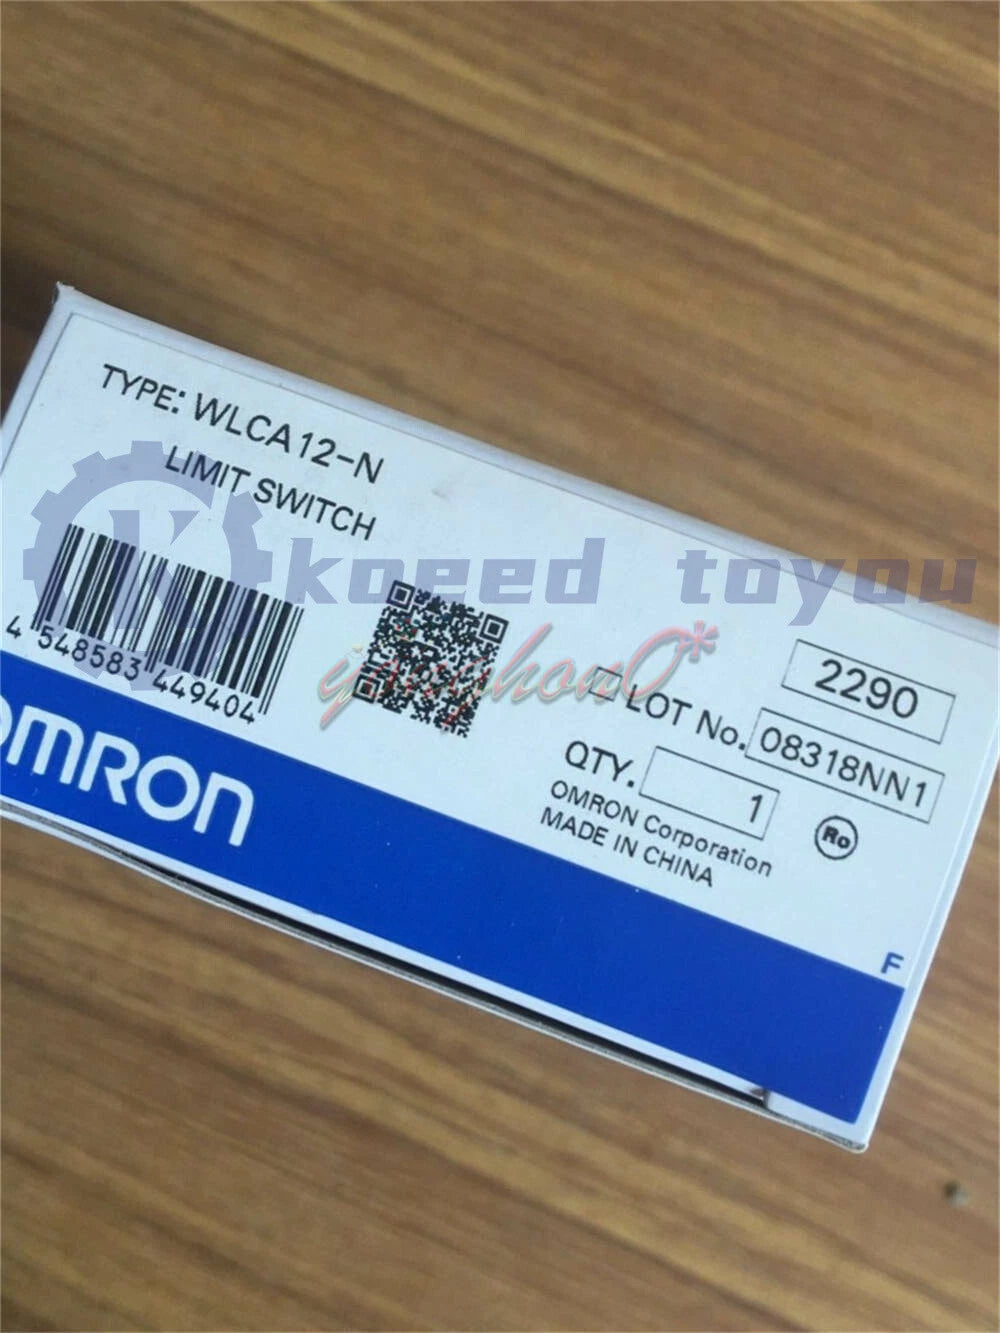 TYPE: WLCA12-N
LIMIT SWITCH
4 548583 449404
koeed toyou
2290
LOT No. 08318NN1
QTY. 1
OMRON Corporation
MADE IN CHINA
Ro
OMRON
F